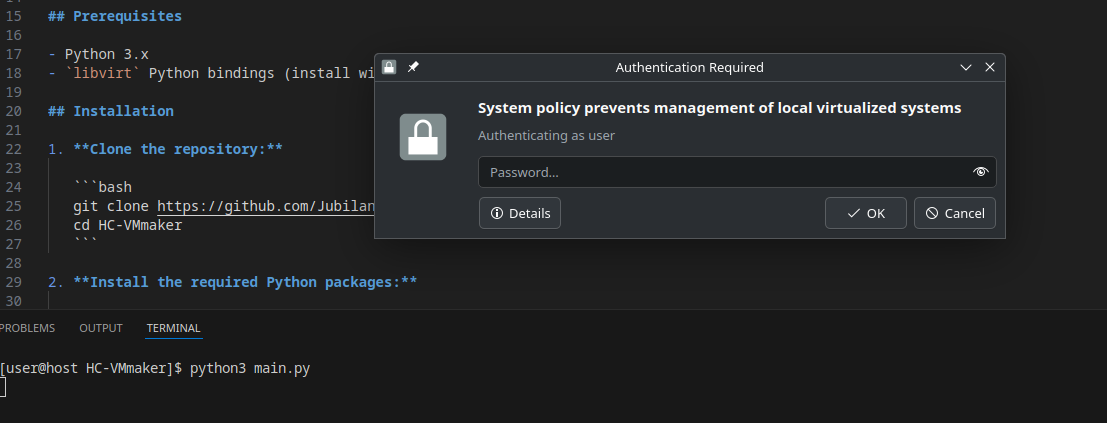 14
15 ## Prerequisites
16
17 - Python 3.x
18 - `libvirt` Python bindings (install wi
19
20 ## Installation
21
22 1. **Clone the repository:**
23
24 ```bash
25 git clone https://github.com/Jubilan
26 cd HC-VMmaker
27 ```
28
29 2. **Install the required Python packages:**
30
Authentication Required
System policy prevents management of local virtualized systems
Authenticating as user
Password...
Details
OK
Cancel
PROBLEMS OUTPUT TERMINAL
[user@host HC-VMmaker]$ python3 main.py